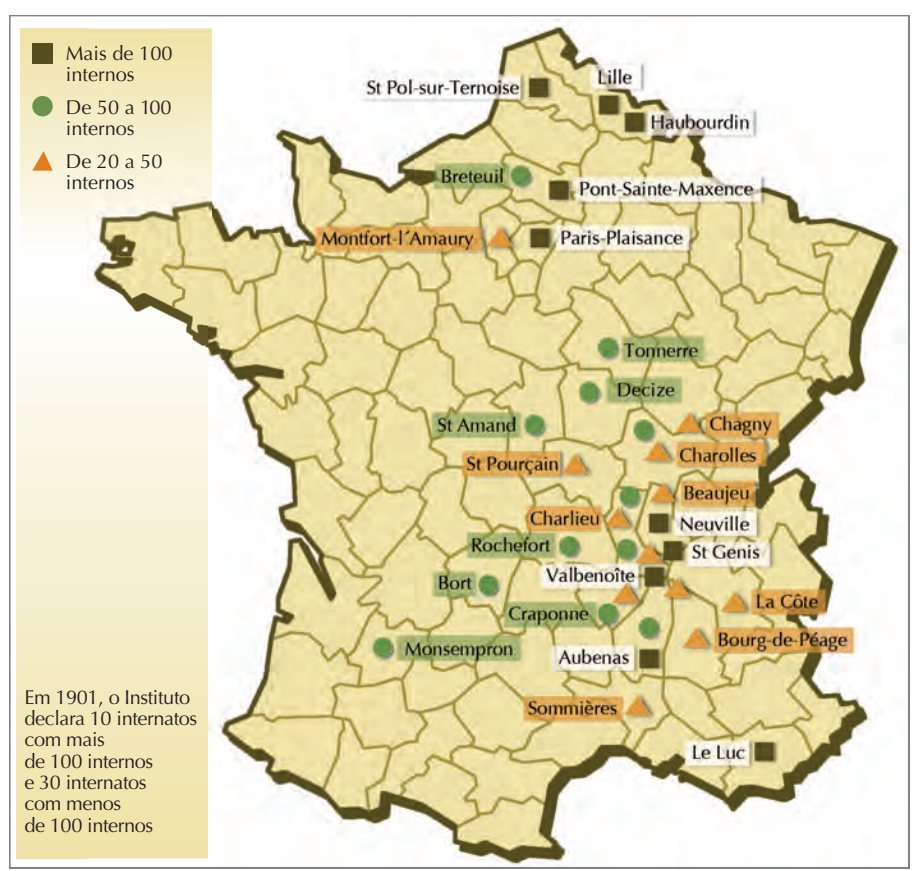 Mais de 100
internos
De 50 a 100
internos
De 20 a 50
internos
St Pol-sur-Ternoise
Lille
Haubourdin
Breteuil
Pont-Sainte-Maxence
Montfort-l´Amaury
Paris-Plaisance
Tonnerre
Decize
St Amand
Chagny
Charolles
St Pourçain
Beaujeu
Charlieu
Neuville
Rochefort
St Genis
Valbenoîte
Bort
La Côte
Craponne
Bourg-de-Péage
Monsempron
Aubenas
Sommières
Le Luc
Em 1901, o Instituto
declara 10 internatos
com mais
de 100 internos
e 30 internatos
com menos
de 100 internos